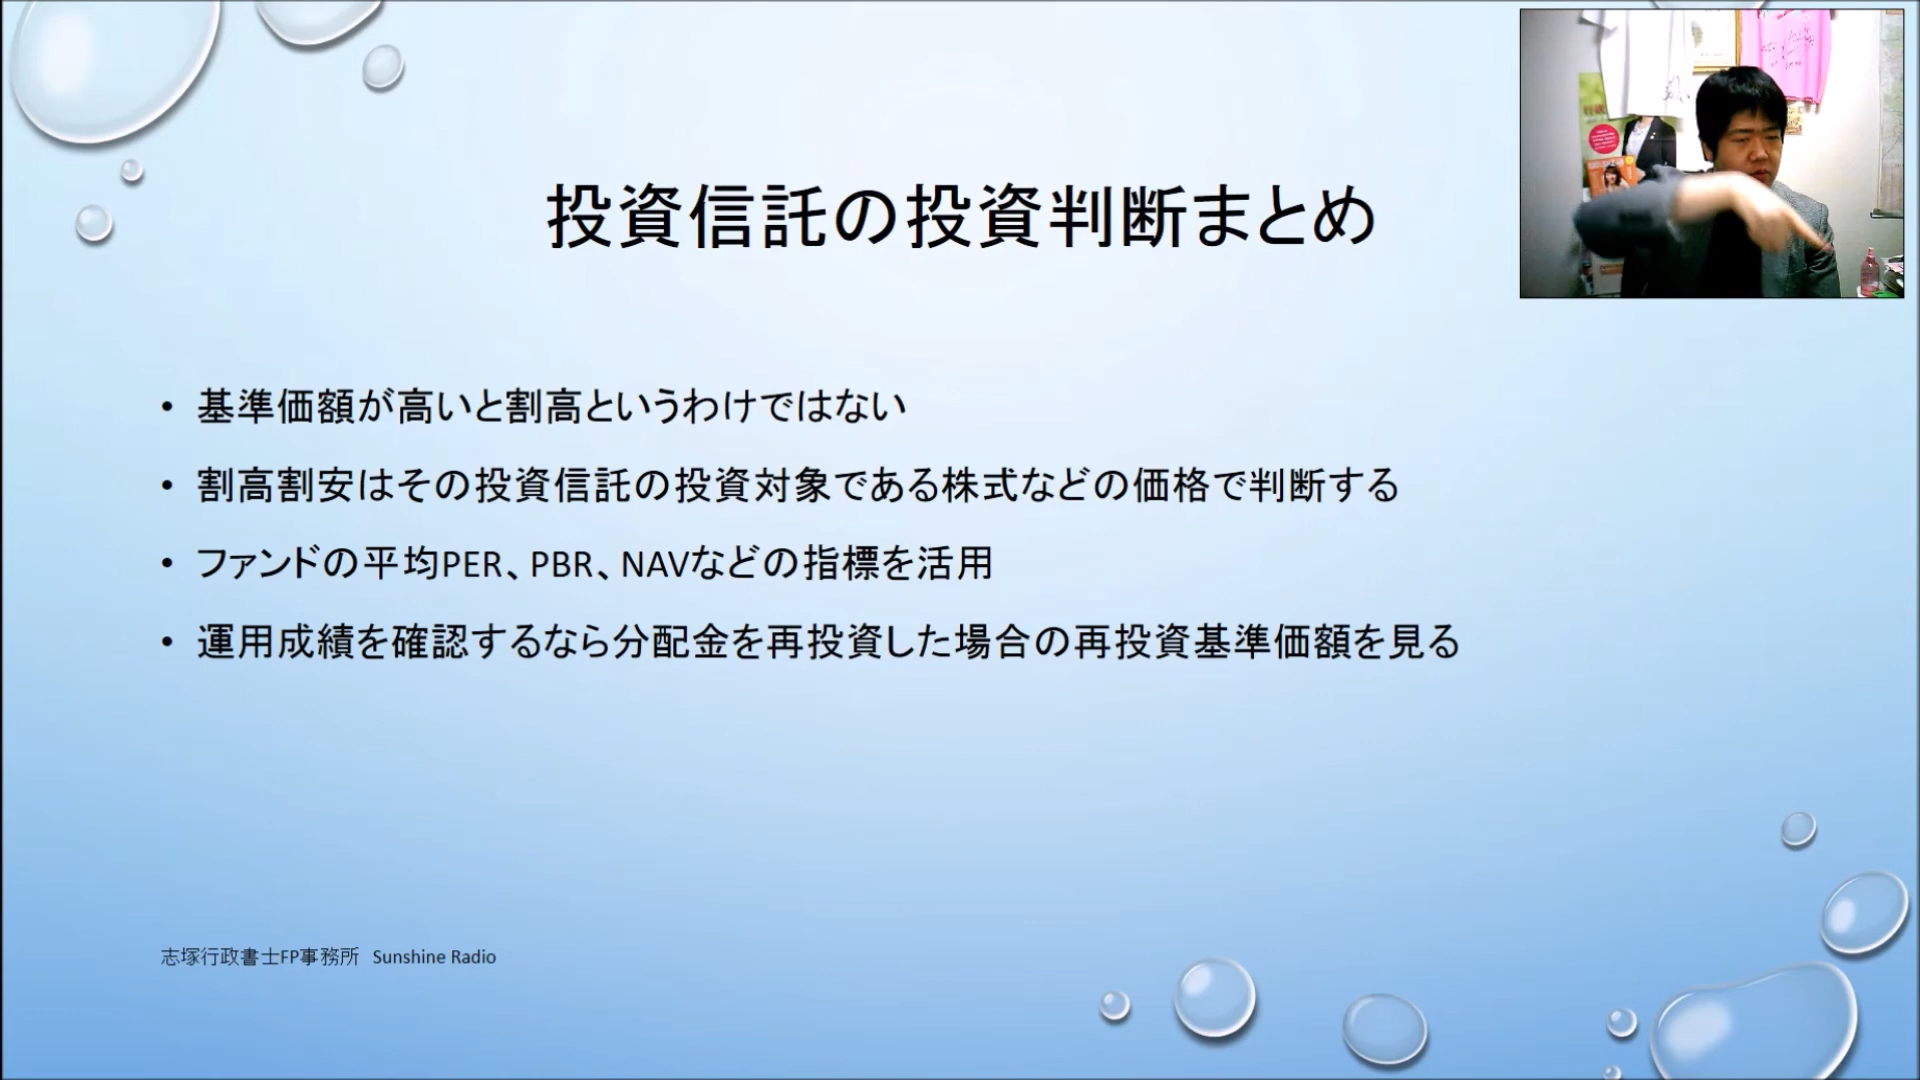 投資信託の投資判断まとめ
• 基準価額が高いと割高というわけではない
• 割高割安はその投資信託の投資対象である株式などの価格で判断する
• ファンドの平均PER、PBR、NAVなどの指標を活用
• 運用成績を確認するなら分配金を再投資した場合の再投資基準価額を見る
志塚行政書士FP事務所 Sunshine Radio